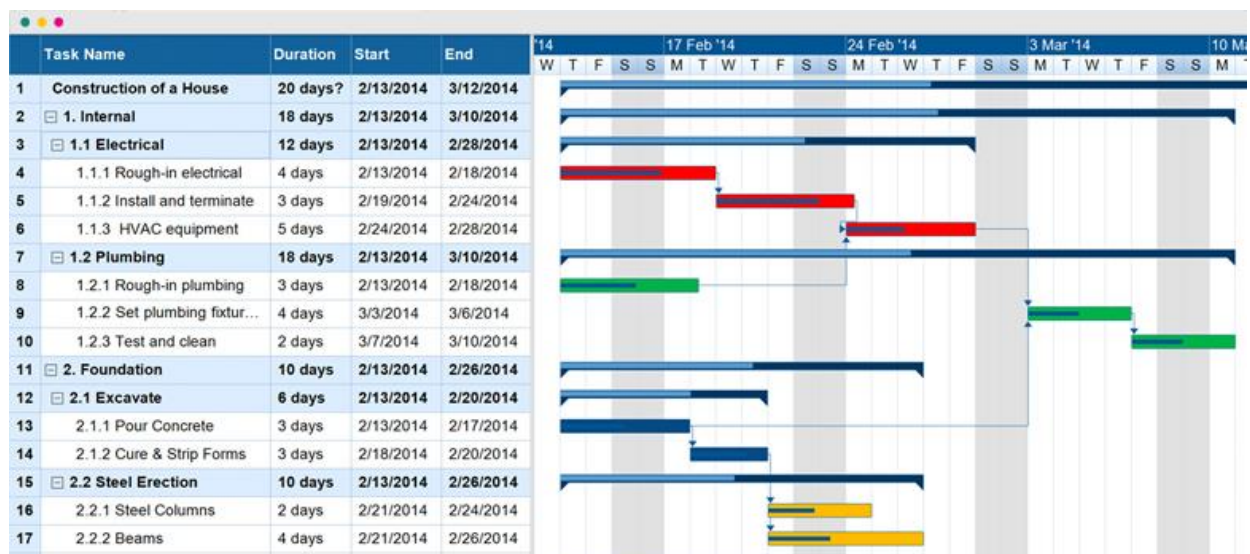 '14 17 Feb '14 24 Feb '14 3 Mar '14 10 Ma
Task Name Duration Start End
W T F S S M T W T F S S M T W T F S S M T W T F S S M
1 Construction of a House 20 days? 2/13/2014 3/12/2014
2 1. Internal 18 days 2/13/2014 3/10/2014
3 1.1 Electrical 12 days 2/13/2014 2/28/2014
4 1.1.1 Rough-in electrical 4 days 2/13/2014 2/18/2014
5 1.1.2 Install and terminate 3 days 2/19/2014 2/24/2014
6 1.1.3 HVAC equipment 5 days 2/24/2014 2/28/2014
7 1.2 Plumbing 18 days 2/13/2014 3/10/2014
8 1.2.1 Rough-in plumbing 3 days 2/13/2014 2/18/2014
9 1.2.2 Set plumbing fixtur... 4 days 3/3/2014 3/6/2014
10 1.2.3 Test and clean 2 days 3/7/2014 3/10/2014
11 2. Foundation 10 days 2/13/2014 2/26/2014
12 2.1 Excavate 6 days 2/13/2014 2/20/2014
13 2.1.1 Pour Concrete 3 days 2/13/2014 2/17/2014
14 2.1.2 Cure & Strip Forms 3 days 2/18/2014 2/20/2014
15 2.2 Steel Erection 10 days 2/13/2014 2/26/2014
16 2.2.1 Steel Columns 2 days 2/21/2014 2/24/2014
17 2.2.2 Beams 4 days 2/21/2014 2/26/2014